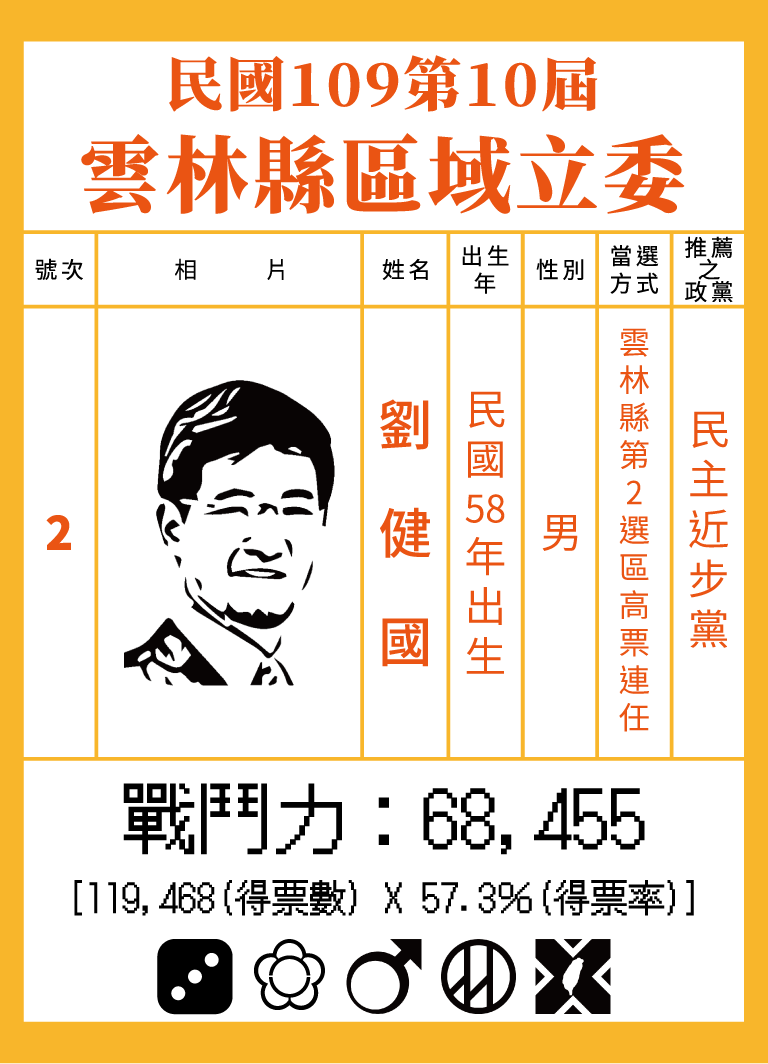 民國109第10屆
雲林縣區域立委
號次
相 片
姓名
出生
年
性別
當選
方式
推薦
之
政黨
2
劉健國
民國58年出生
男
雲林縣第2選區高票連任
民主近步黨
戰鬥力：68,455
[119,468(得票數) X 57.3%(得票率)]